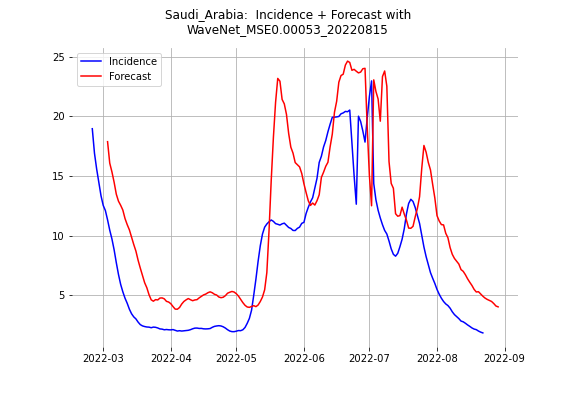 Saudi_Arabia:  Incidence + Forecast with
WaveNet_MSE0.00053_20220815
Incidence
Forecast
25
20
15
10
5
2022-03 2022-04 2022-05 2022-06 2022-07 2022-08 2022-09